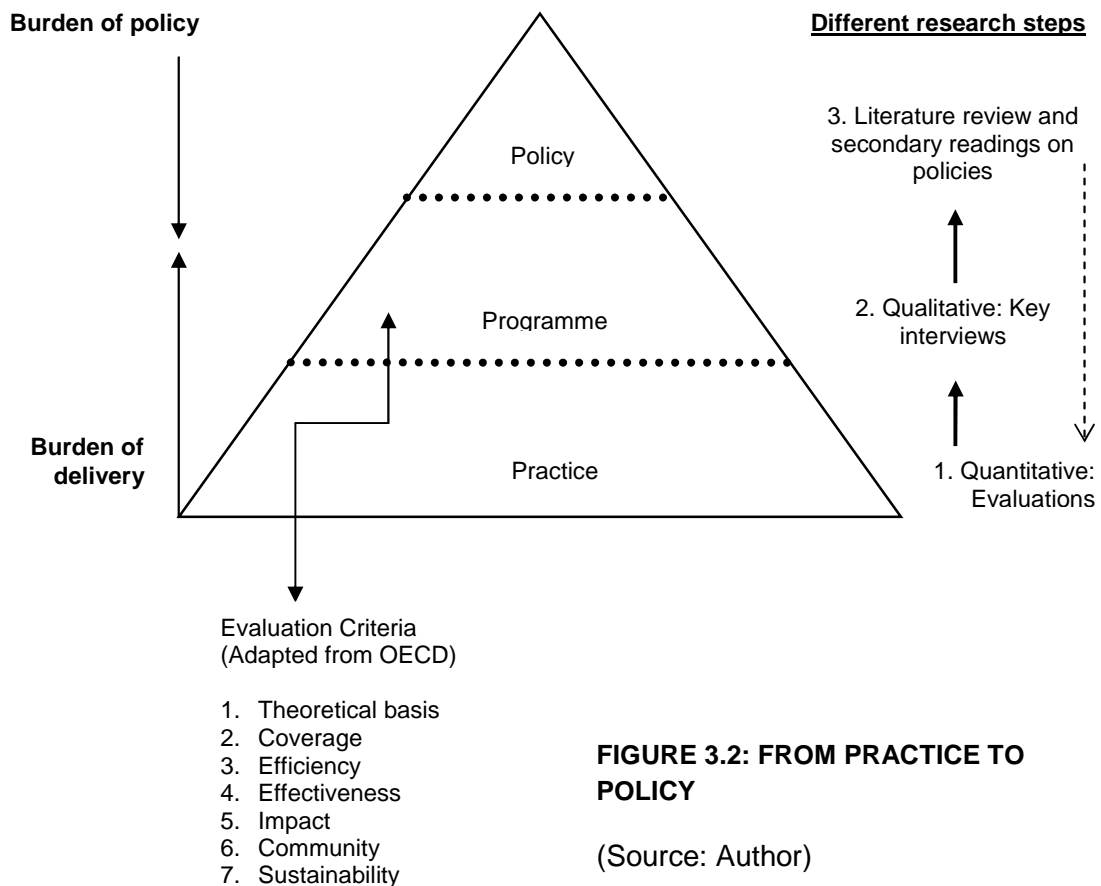 Burden of policy
Different research steps
3. Literature review and
secondary readings on
policies
Policy
Programme
2. Qualitative: Key
interviews
Burden of
delivery
Practice
1. Quantitative:
Evaluations
Evaluation Criteria
(Adapted from OECD)
1. Theoretical basis
2. Coverage
3. Efficiency
4. Effectiveness
5. Impact
6. Community
7. Sustainability
FIGURE 3.2: FROM PRACTICE TO
POLICY
(Source: Author)